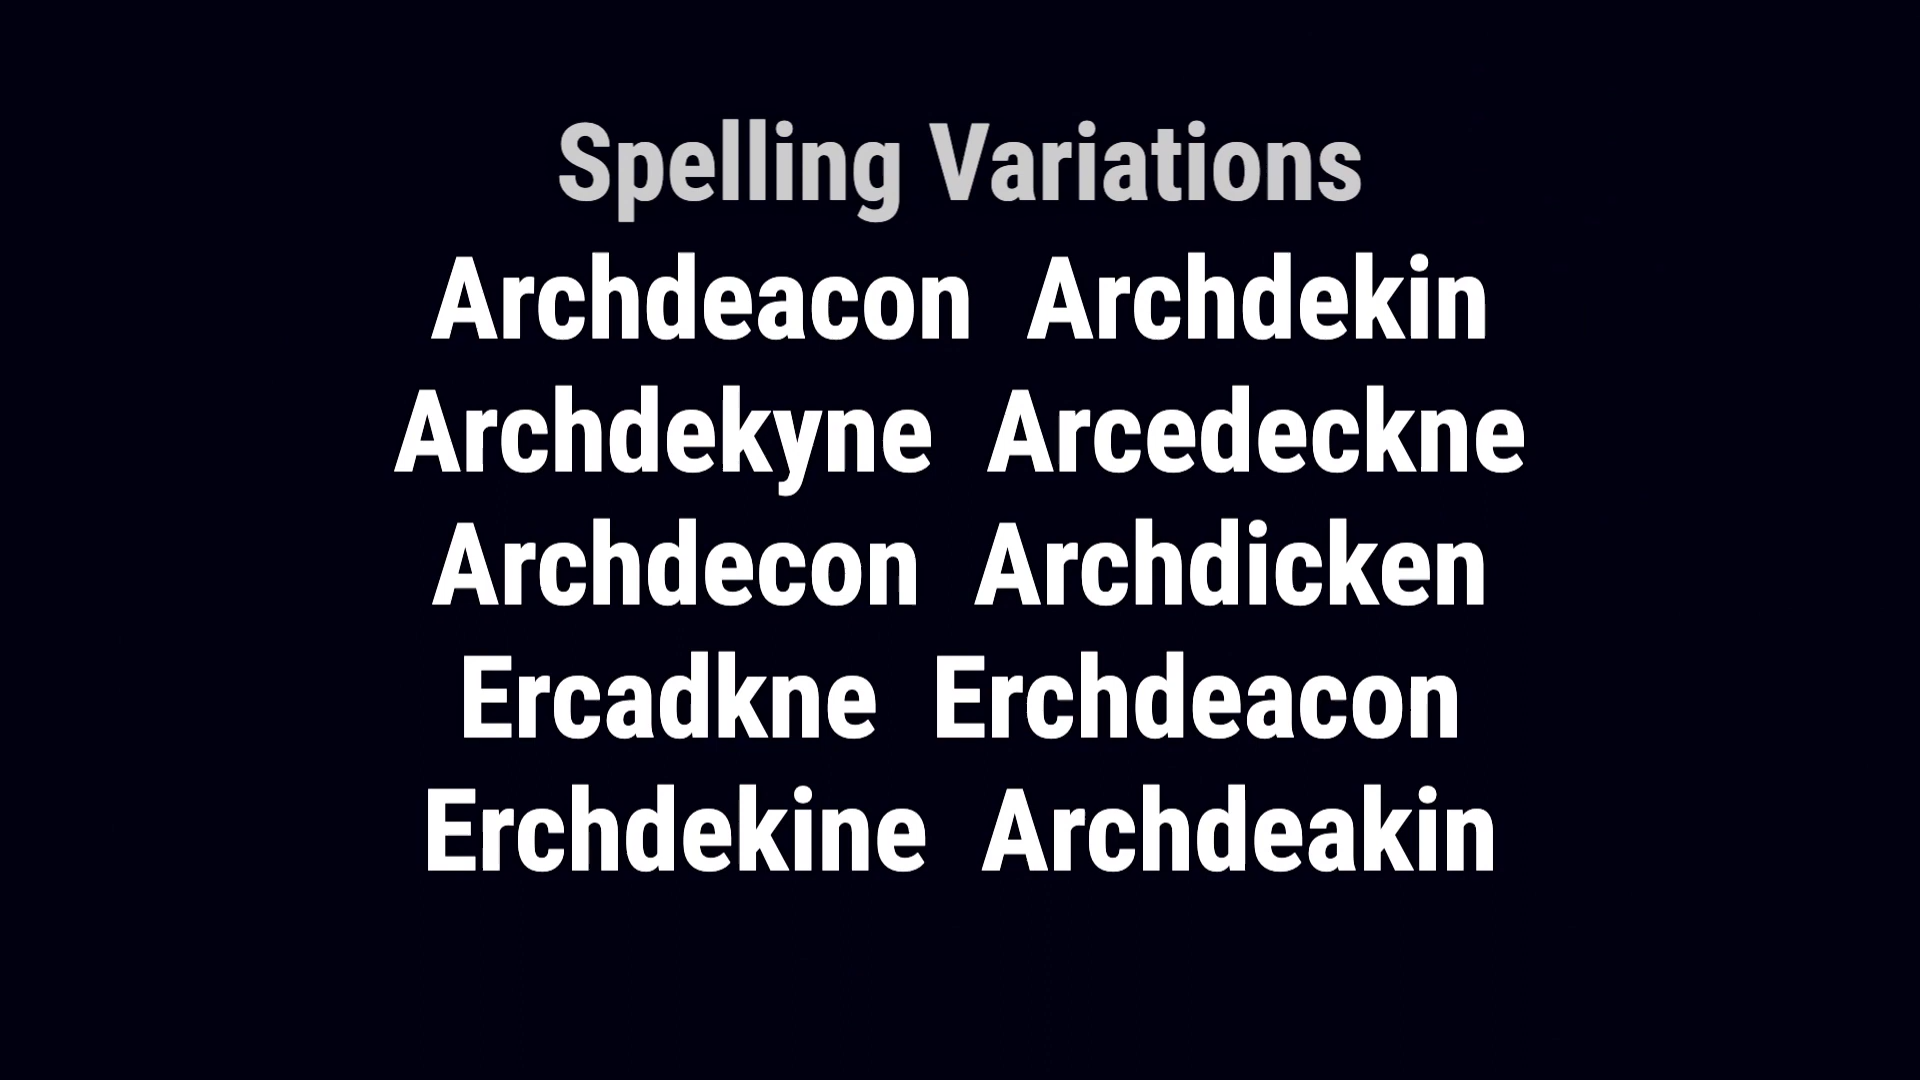 Spelling Variations
Archdeacon Archdekin
Archdekyne Arcedeckne
Archdecon Archdicken
Ercadkne Erchdeacon
Erchdekine Archdeakin